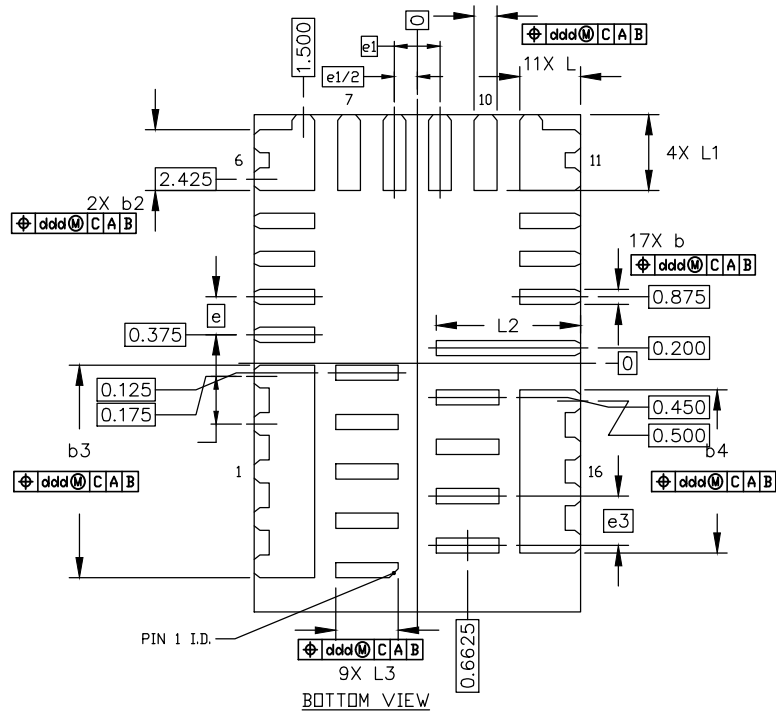 0
1.500
e1
e1/2
⌖ ddd Ⓜ C A B
11X L
7
10
6
11
4X L1
2.425
2X b2
⌖ ddd Ⓜ C A B
17X b
⌖ ddd Ⓜ C A B
0.875
e
L2
0.375
0.200
0
0.125
0.175
0.450
0.500
b3
b4
⌖ ddd Ⓜ C A B
1
16
⌖ ddd Ⓜ C A B
e3
PIN 1 I.D.
⌖ ddd Ⓜ C A B
9X L3
0.6625
BOTTOM VIEW